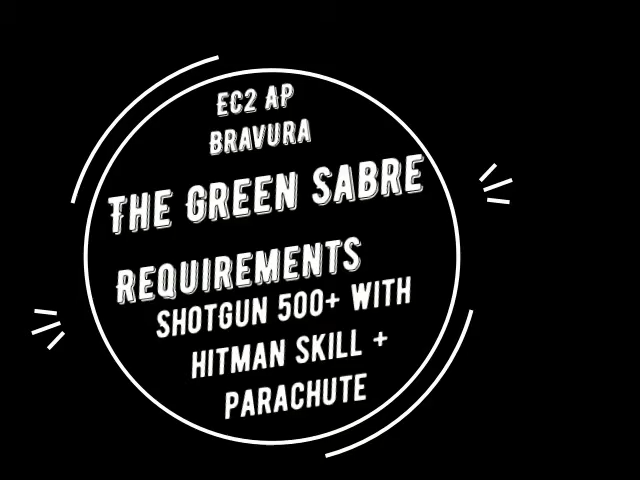 EC2 AP
BRAVURA
THE GREEN SABRE
REQUIREMENTS
SHOTGUN 500+ WITH
HITMAN SKILL +
PARACHUTE